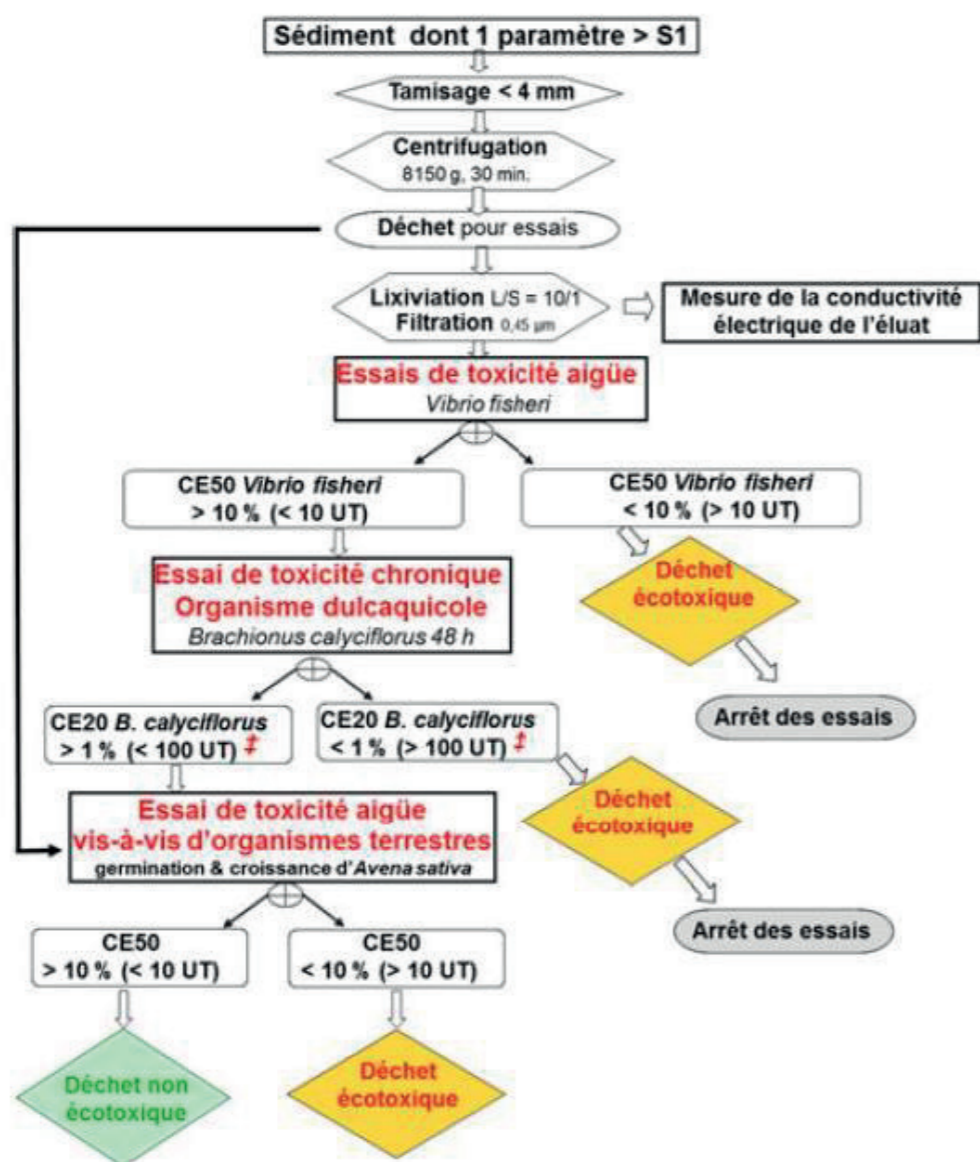 Sédiment dont 1 paramètre > S1
Tamisage < 4 mm
Centrifugation
8150 g, 30 min.
Déchet pour essais
Lixiviation L/S = 10/1
Filtration 0,45 µm
Mesure de la conductivité
électrique de l'éluat
Essais de toxicité aigüe
Vibrio fisheri
CE50 Vibrio fisheri
> 10 % (< 10 UT)
CE50 Vibrio fisheri
< 10 % (> 10 UT)
Déchet
écotoxique
Arrêt des essais
Essai de toxicité chronique
Organisme dulcaquicole
Brachionus calyciflorus 48 h
CE20 B. calyciflorus
> 1 % (< 100 UT) ‡
CE20 B. calyciflorus
< 1 % (> 100 UT) ‡
Déchet
écotoxique
Arrêt des essais
Essai de toxicité aigüe
vis-à-vis d'organismes terrestres
germination & croissance d'Avena sativa
CE50
> 10 % (< 10 UT)
CE50
< 10 % (> 10 UT)
Déchet non
écotoxique
Déchet
écotoxique